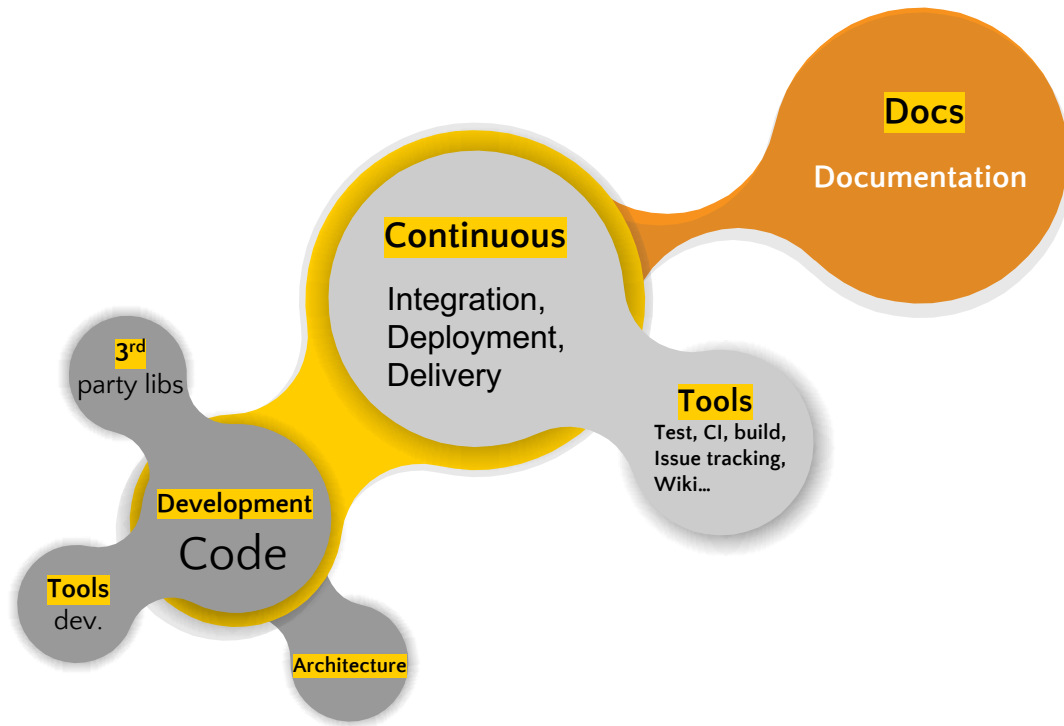 Docs
Documentation
Continuous
Integration,
Deployment,
Delivery
3rd
party libs
Tools
Test, CI, build,
Issue tracking,
Wiki…
Development
Code
Tools
dev.
Architecture